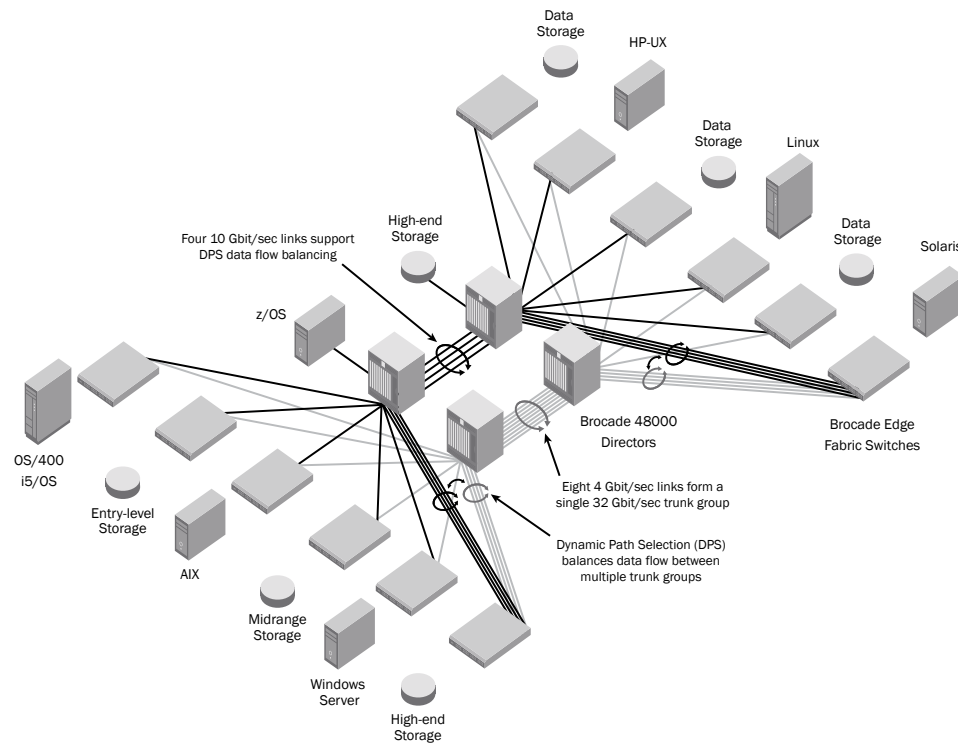 Data
Storage
HP-UX
Data
Storage
Linux
Data
Storage
Solaris
High-end
Storage
Four 10 Gbit/sec links support
DPS data flow balancing
z/OS
OS/400
i5/OS
Entry-level
Storage
AIX
Midrange
Storage
Windows
Server
High-end
Storage
Brocade 48000
Directors
Brocade Edge
Fabric Switches
Eight 4 Gbit/sec links form a
single 32 Gbit/sec trunk group
Dynamic Path Selection (DPS)
balances data flow between
multiple trunk groups